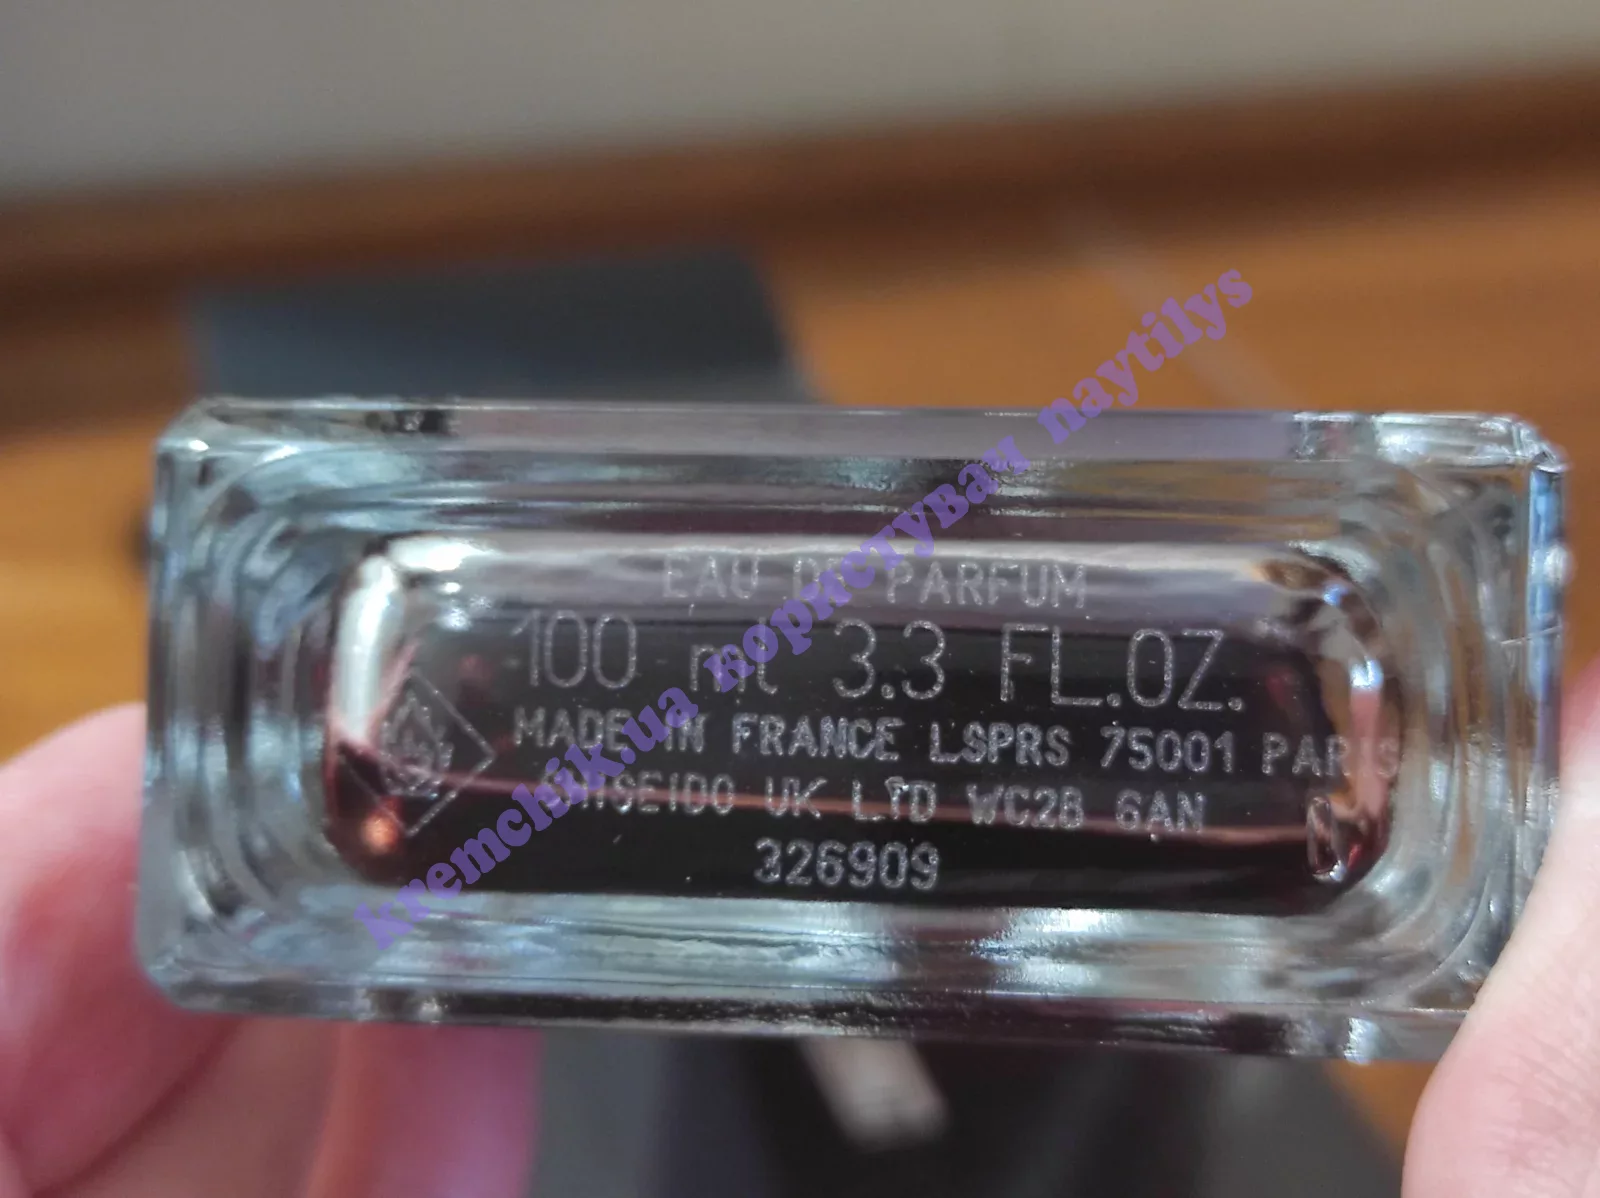 EAU DE PARFUM
100 ml 3.3 FL.OZ.
MADE IN FRANCE LSPRS 75001 PARIS
SHISEIDO UK LTD WC2B 6AN
326909
kremchik.ua користувач naytilys